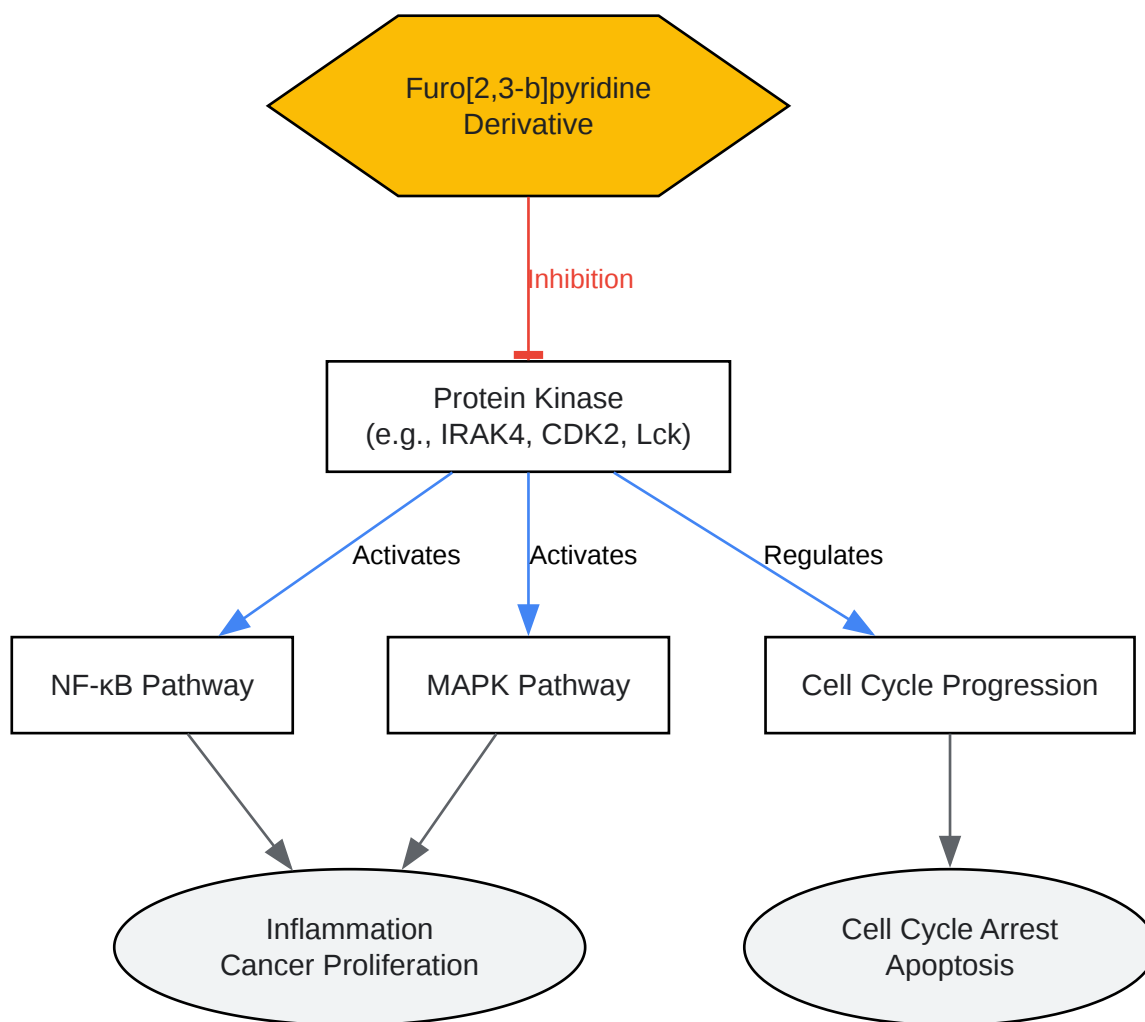 Furo[2,3-b]pyridine
Derivative
Inhibition
Protein Kinase
(e.g., IRAK4, CDK2, Lck)
Activates
Activates
Regulates
NF-κB Pathway
MAPK Pathway
Cell Cycle Progression
Inflammation
Cancer Proliferation
Cell Cycle Arrest
Apoptosis